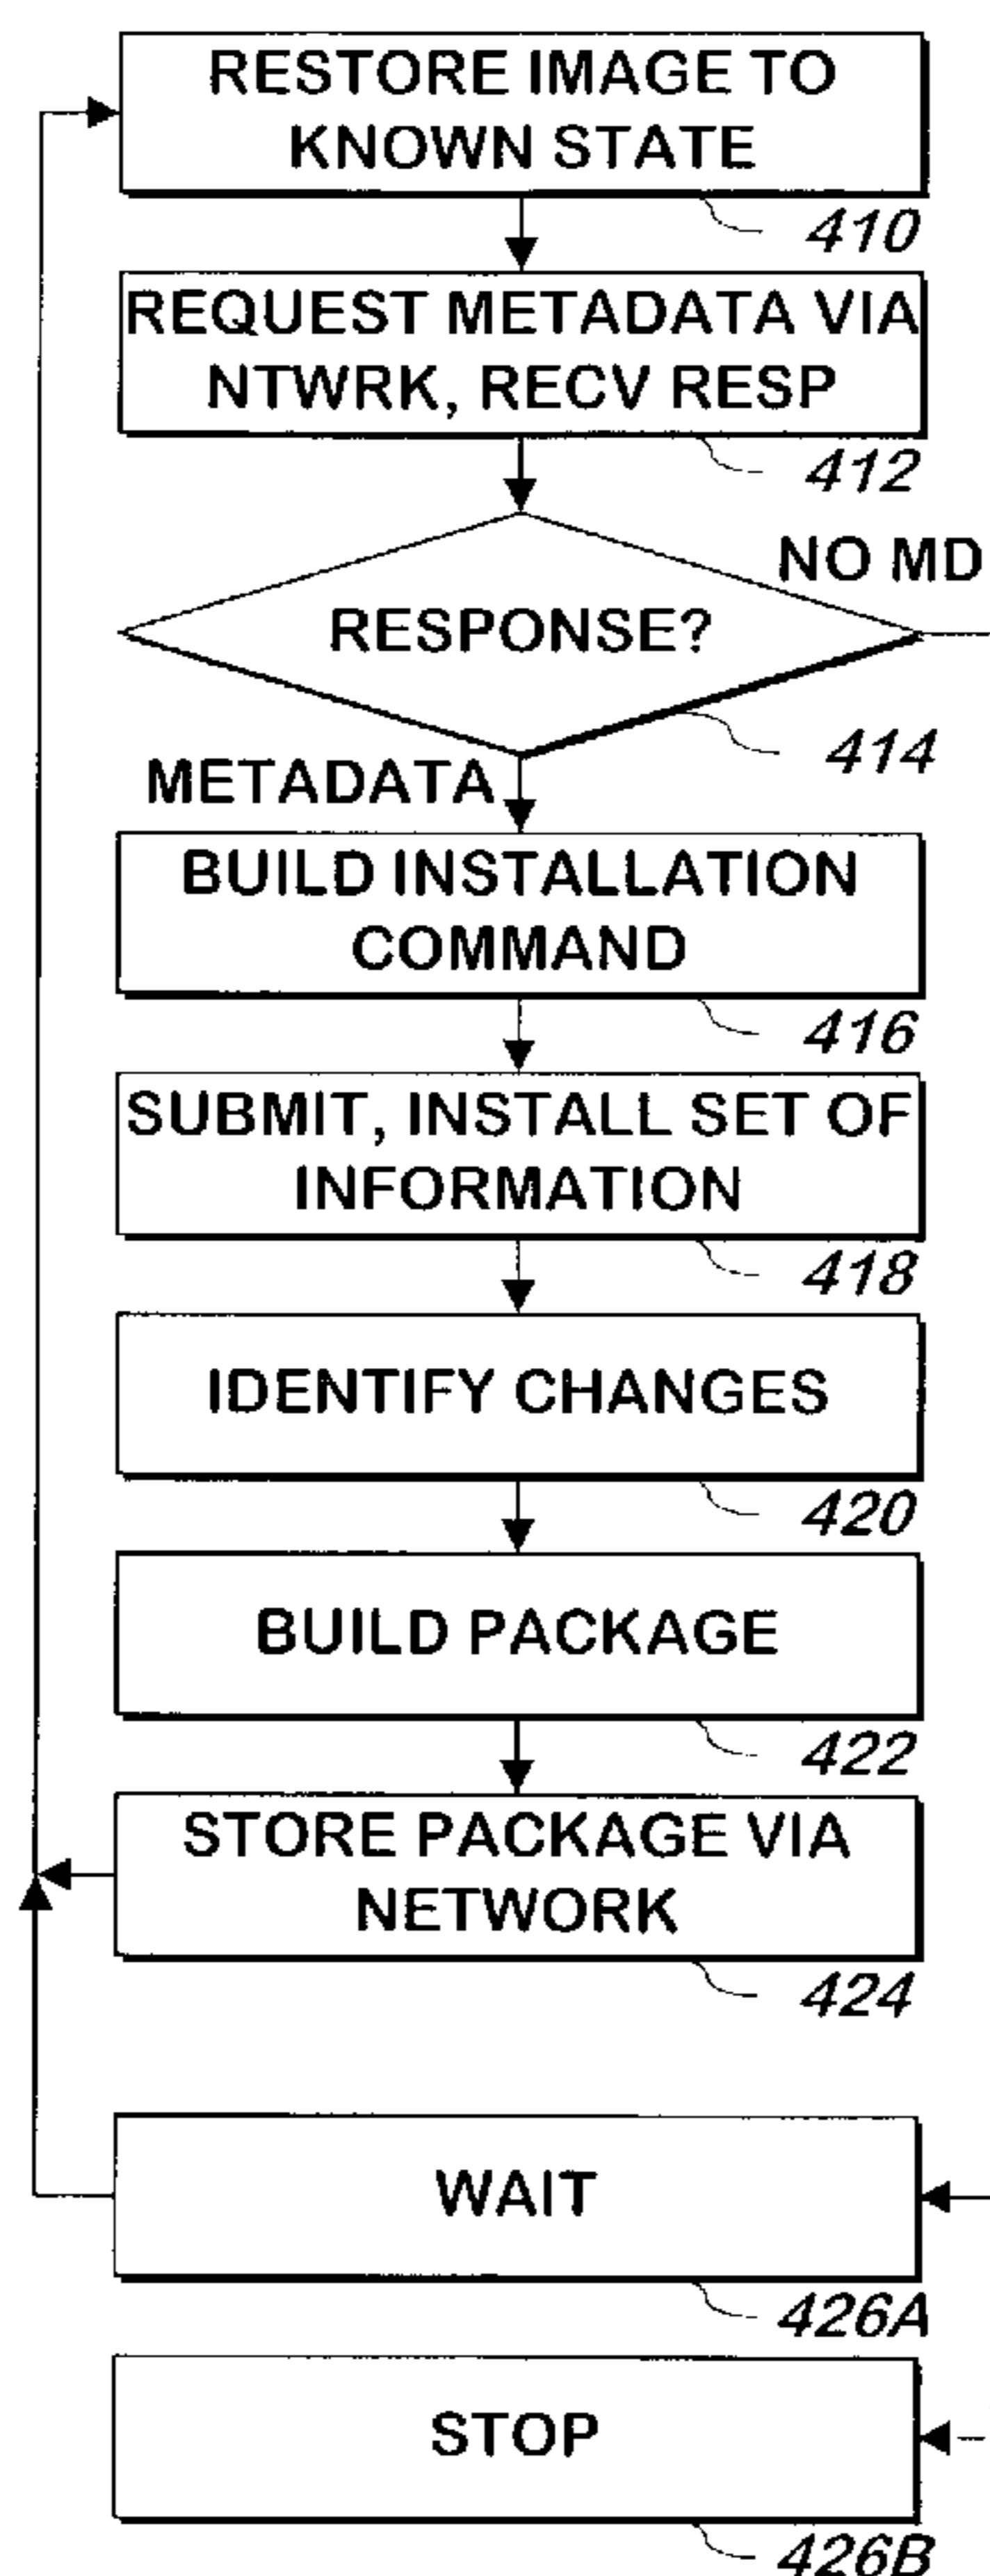 RESTORE IMAGE TO
KNOWN STATE
410
REQUEST METADATA VIA
NTWRK, RECV RESP
412
NO MD
RESPONSE?
414
METADATA
BUILD INSTALLATION
COMMAND
416
SUBMIT, INSTALL SET OF
INFORMATION
418
IDENTIFY CHANGES
420
BUILD PACKAGE
422
STORE PACKAGE VIA
NETWORK
424
WAIT
426A
STOP
426B